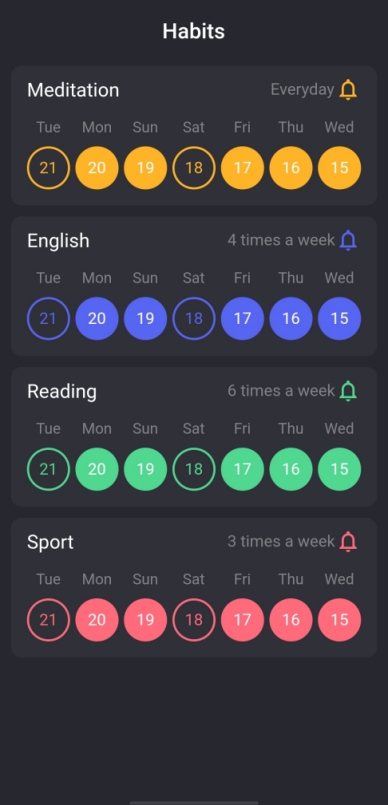 Habits
Meditation Everyday
Tue Mon Sun Sat Fri Thu Wed
21 20 19 18 17 16 15
English 4 times a week
Tue Mon Sun Sat Fri Thu Wed
21 20 19 18 17 16 15
Reading 6 times a week
Tue Mon Sun Sat Fri Thu Wed
21 20 19 18 17 16 15
Sport 3 times a week
Tue Mon Sun Sat Fri Thu Wed
21 20 19 18 17 16 15